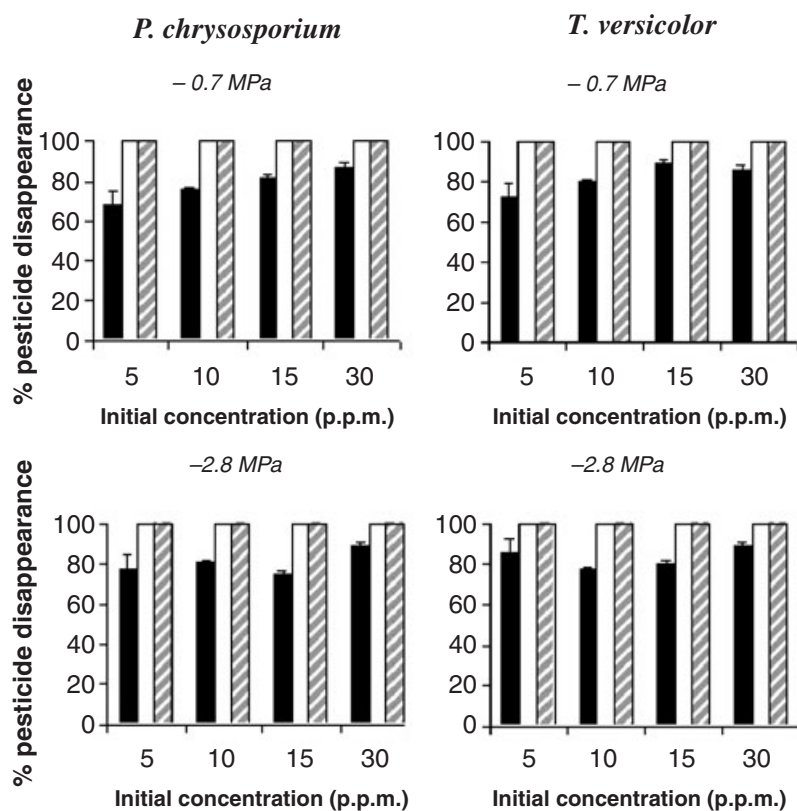 P. chrysosporium
T. versicolor
– 0.7 MPa
– 0.7 MPa
% pesticide disappearance
100
80
60
40
20
0
5 10 15 30
Initial concentration (p.p.m.)
100
80
60
40
20
0
5 10 15 30
Initial concentration (p.p.m.)
–2.8 MPa
–2.8 MPa
% pesticide disappearance
100
80
60
40
20
0
5 10 15 30
Initial concentration (p.p.m.)
100
80
60
40
20
0
5 10 15 30
Initial concentration (p.p.m.)